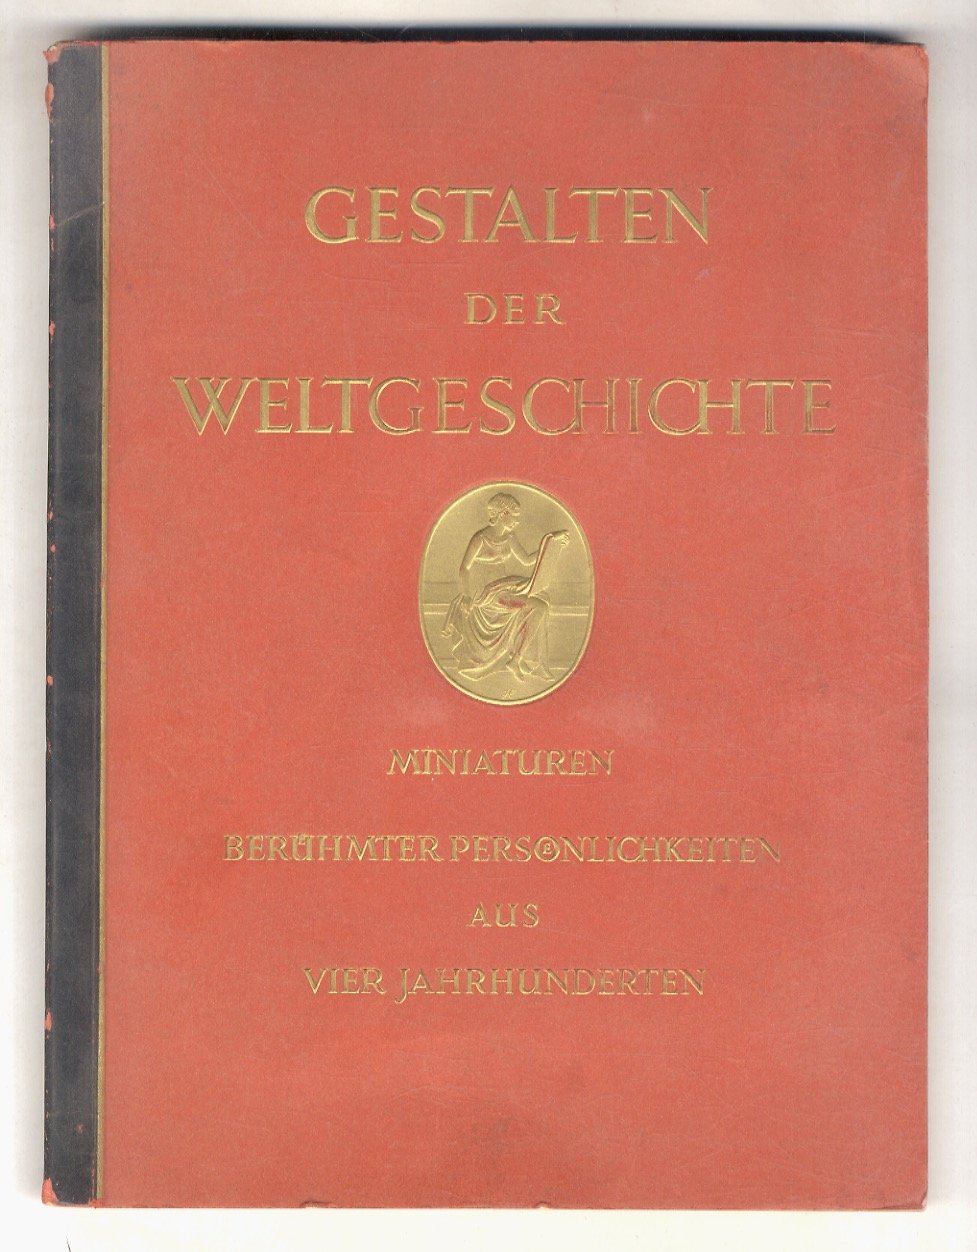 GESTALTEN
DER
WELTGESCHICHTE
MINIATUREN
BERÜHMTER PERSÖNLICHKEITEN
AUS
VIER JAHRHUNDERTEN